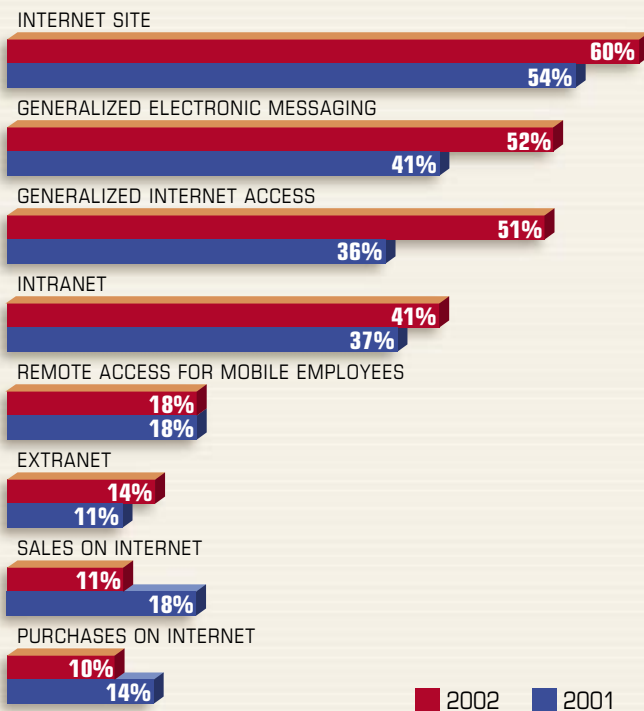 INTERNET SITE
60%
54%
GENERALIZED ELECTRONIC MESSAGING
52%
41%
GENERALIZED INTERNET ACCESS
51%
36%
INTRANET
41%
37%
REMOTE ACCESS FOR MOBILE EMPLOYEES
18%
18%
EXTRANET
14%
11%
SALES ON INTERNET
11%
18%
PURCHASES ON INTERNET
10%
14%
2002 2001